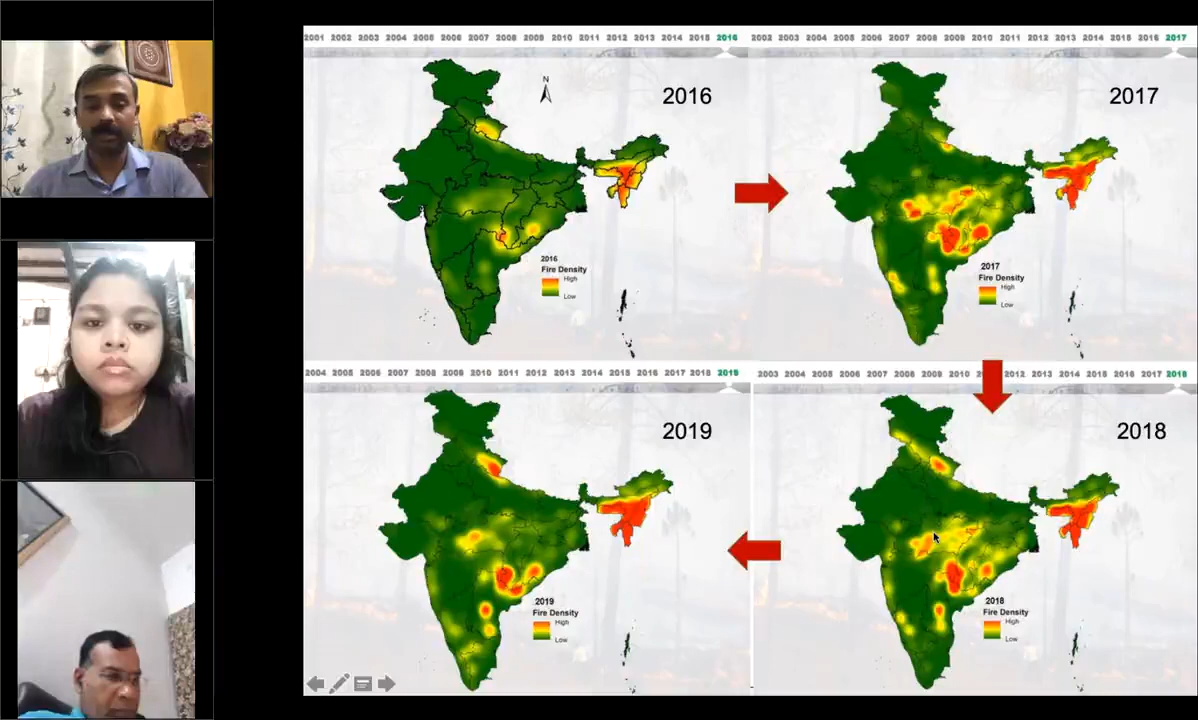 2001 2002 2003 2004 2005 2006 2007 2008 2009 2010 2011 2012 2013 2014 2015 2016
2002 2003 2004 2005 2006 2007 2008 2009 2010 2011 2012 2013 2014 2015 2016 2017
N
2016
2017
2016
Fire Density
High
Low
2017
Fire Density
High
Low
2004 2005 2006 2007 2008 2009 2010 2011 2012 2013 2014 2015 2016 2017 2018 2019
2003 2004 2005 2006 2007 2008 2009 2010 2012 2013 2014 2015 2016 2017 2018
2019
2018
2019
Fire Density
High
Low
2018
Fire Density
High
Low